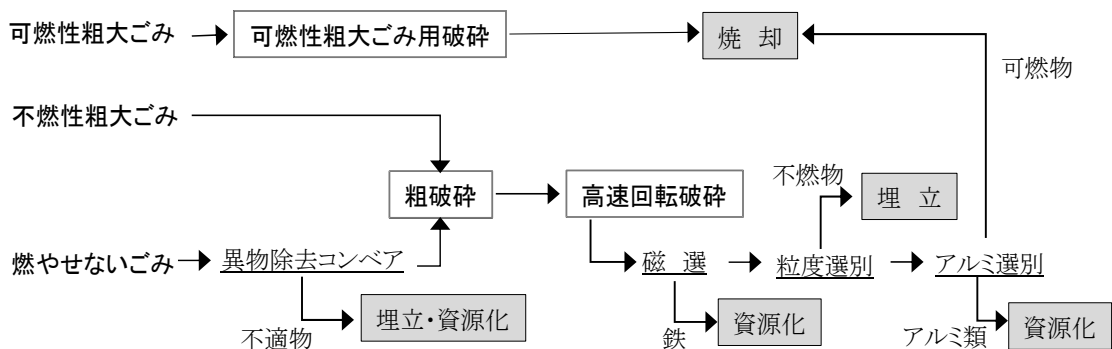 可燃性粗大ごみ
可燃性粗大ごみ用破砕
焼 却
可燃物
不燃性粗大ごみ
粗破砕
高速回転破砕
不燃物
埋 立
燃やせないごみ
異物除去コンベア
磁 選
粒度選別
アルミ選別
不適物
埋立・資源化
鉄
資源化
アルミ類
資源化